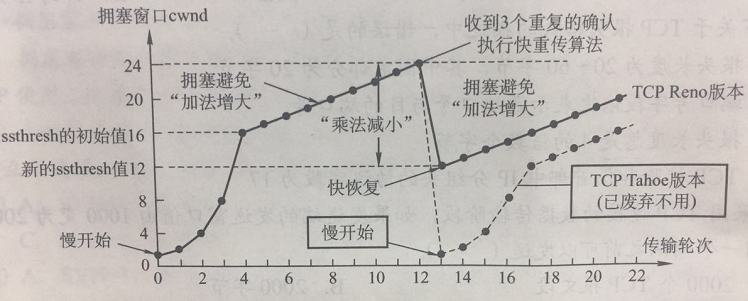 拥塞窗口cwnd
收到3个重复的确认
执行快重传算法
24
20
ssthresh的初始值16
新的ssthresh值12
8
4
0
拥塞避免
“加法增大”
“乘法减小”
拥塞避免
“加法增大”
TCP Reno版本
快恢复
TCP Tahoe版本
(已废弃不用)
慢开始
慢开始
传输轮次
0 2 4 6 8 10 12 14 16 18 20 22